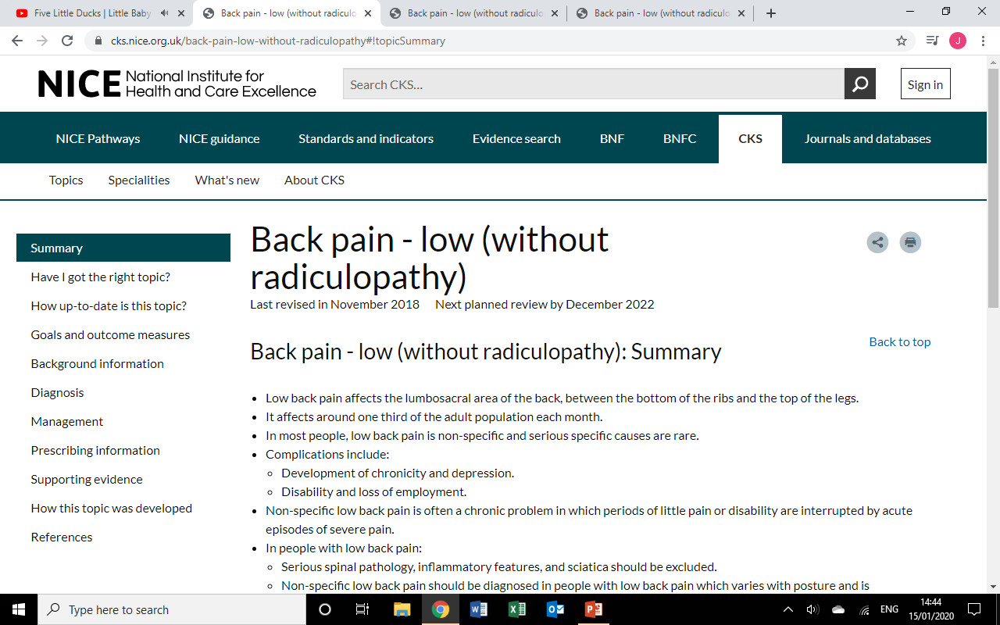 Five Little Ducks | Little Baby
Back pain - low (without radiculo
Back pain - low (without radiculo
Back pain - low (without radiculo
cks.nice.org.uk/back-pain-low-without-radiculopathy#!topicSummary
J
NICE National Institute for
Health and Care Excellence
Search CKS...
Sign in
NICE Pathways NICE guidance Standards and indicators Evidence search BNF BNFC CKS Journals and databases
Topics Specialities What's new About CKS
Summary
Have I got the right topic?
How up-to-date is this topic?
Goals and outcome measures
Background information
Diagnosis
Management
Prescribing information
Supporting evidence
How this topic was developed
References
Back pain - low (without
radiculopathy)
Last revised in November 2018 Next planned review by December 2022
Back to top
Back pain - low (without radiculopathy): Summary
• Low back pain affects the lumbosacral area of the back, between the bottom of the ribs and the top of the legs.
• It affects around one third of the adult population each month.
• In most people, low back pain is non-specific and serious specific causes are rare.
• Complications include:
◦ Development of chronicity and depression.
◦ Disability and loss of employment.
• Non-specific low back pain is often a chronic problem in which periods of little pain or disability are interrupted by acute
episodes of severe pain.
• In people with low back pain:
◦ Serious spinal pathology, inflammatory features, and sciatica should be excluded.
◦ Non-specific low back pain should be diagnosed in people with low back pain which varies with posture and is
Type here to search
ENG
14:44
15/01/2020